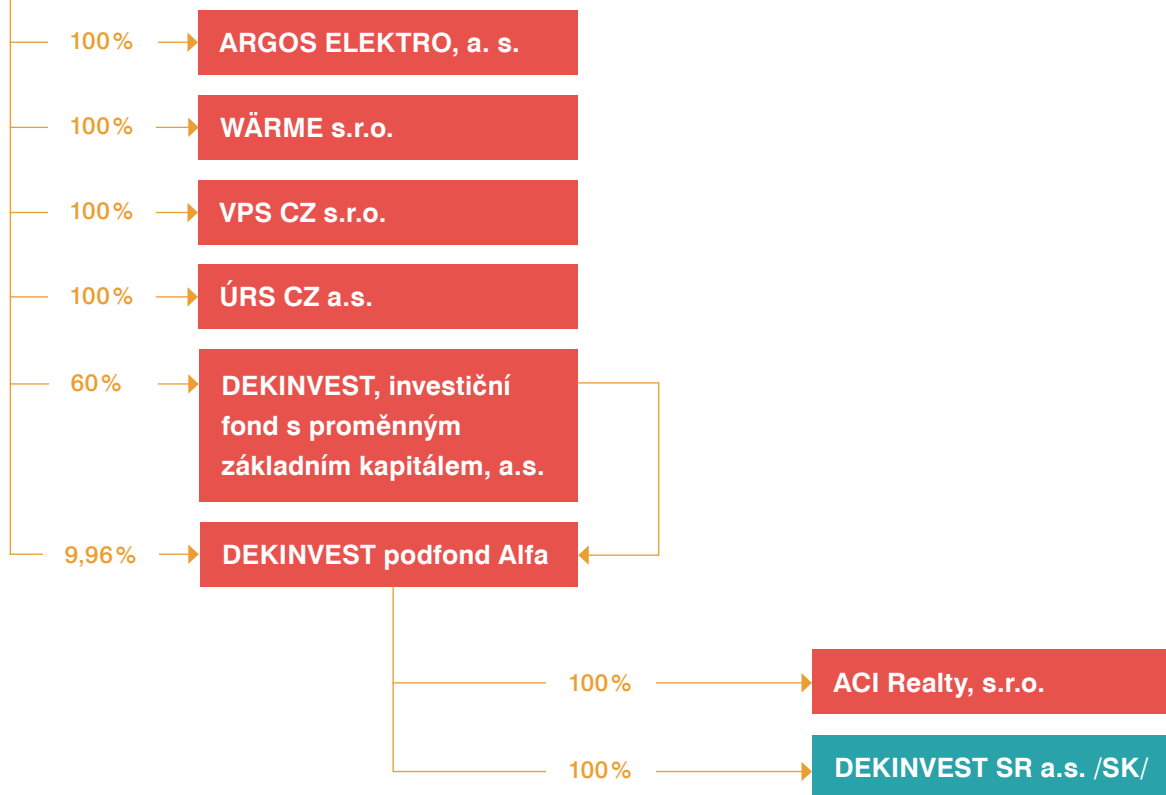 100 %
ARGOS ELEKTRO, a. s.
100 %
WÄRME s.r.o.
100 %
VPS CZ s.r.o.
100 %
ÚRS CZ a.s.
60 %
DEKINVEST, investiční
fond s proměnným
základním kapitálem, a.s.
9,96 %
DEKINVEST podfond Alfa
100 %
ACI Realty, s.r.o.
100 %
DEKINVEST SR a.s. /SK/